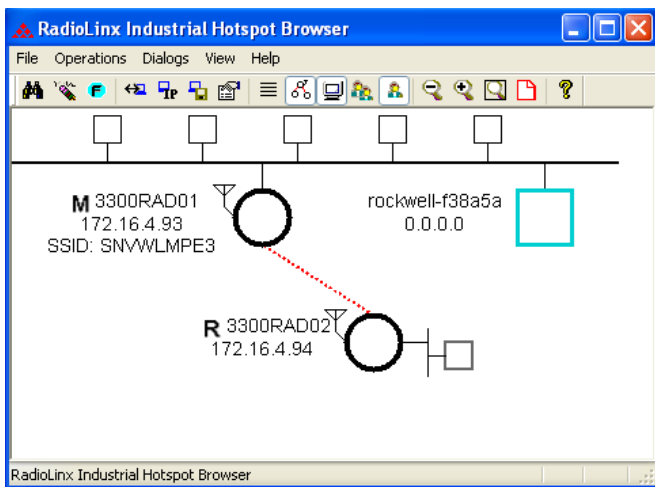 RadioLinx Industrial Hotspot Browser
File Operations Dialogs View Help
F IP ?
M 3300RAD01
172.16.4.93
SSID: SNVWLMPE3
rockwell-f38a5a
0.0.0.0
R 3300RAD02
172.16.4.94
RadioLinx Industrial Hotspot Browser